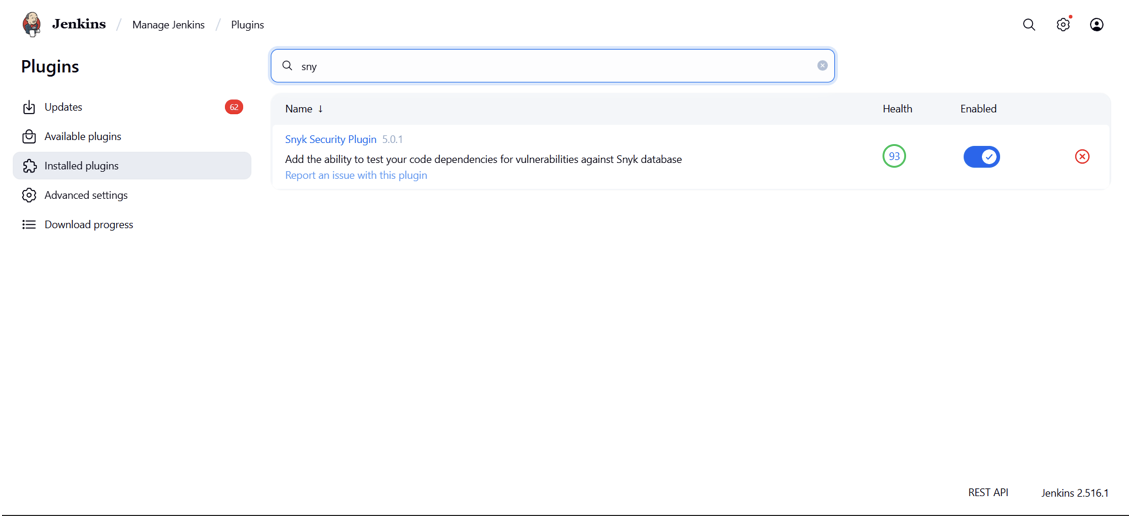 Jenkins / Manage Jenkins / Plugins
Plugins
sny
Updates 62
Available plugins
Installed plugins
Advanced settings
Download progress
Name ↓ Health Enabled
Snyk Security Plugin 5.0.1
Add the ability to test your code dependencies for vulnerabilities against Snyk database
Report an issue with this plugin
93
REST API Jenkins 2.516.1